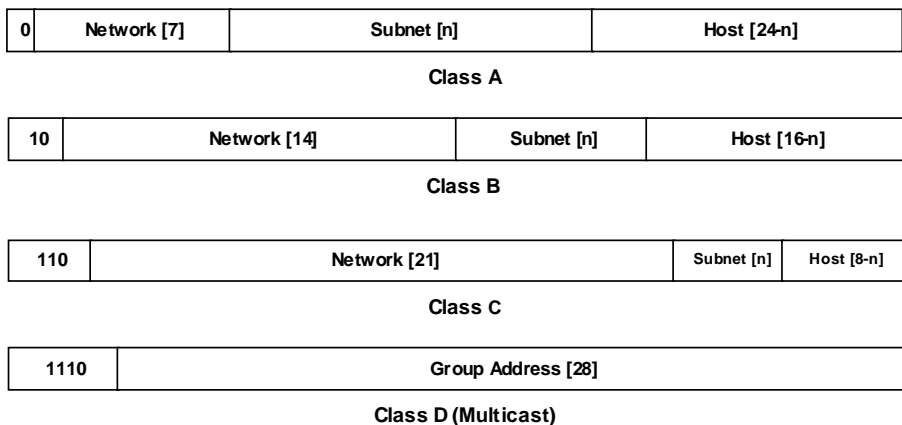 0 Network [7] Subnet [n] Host [24-n]
Class A
10 Network [14] Subnet [n] Host [16-n]
Class B
110 Network [21] Subnet [n] Host [8-n]
Class C
1110 Group Address [28]
Class D (Multicast)